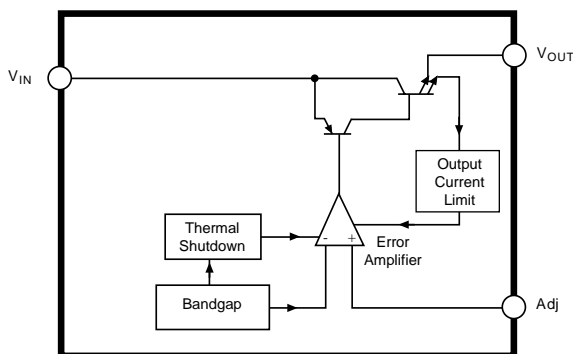 V_IN
V_OUT
Output
Current
Limit
Thermal
Shutdown
- +
Error
Amplifier
Bandgap
Adj